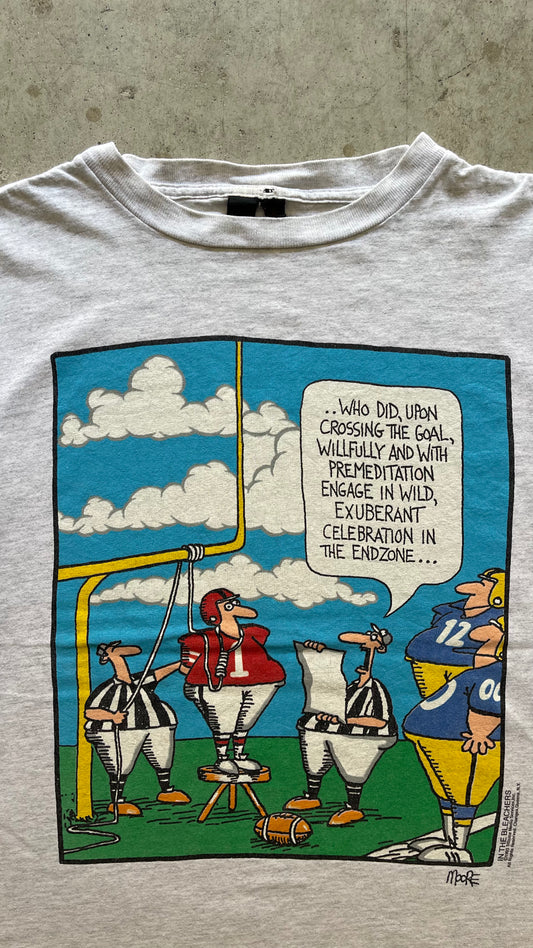 ..WHO DID, UPON
CROSSING THE GOAL,
WILLFULLY AND WITH
PREMEDITATION
ENGAGE IN WILD,
EXUBERANT
CELEBRATION IN
THE ENDZONE...
12
1
00
IN THE BLEACHERS
MOORE